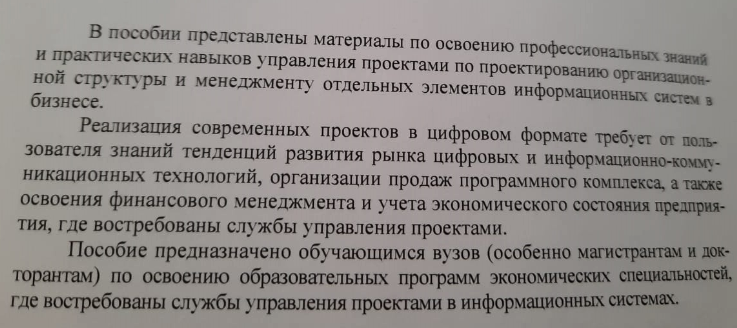 В пособии представлены материалы по освоению профессиональных знаний
и практических навыков управления проектами по проектированию организацион-
ной структуры и менеджменту отдельных элементов информационных систем в
бизнесе.
Реализация современных проектов в цифровом формате требует от поль-
зователя знаний тенденций развития рынка цифровых и информационно-комму-
никационных технологий, организации продаж программного комплекса, а также
освоения финансового менеджмента и учета экономического состояния предприя-
тия, где востребованы службы управления проектами.
Пособие предназначено обучающимся вузов (особенно магистрантам и док-
торантам) по освоению образовательных программ экономических специальностей,
где востребованы службы управления проектами в информационных системах.